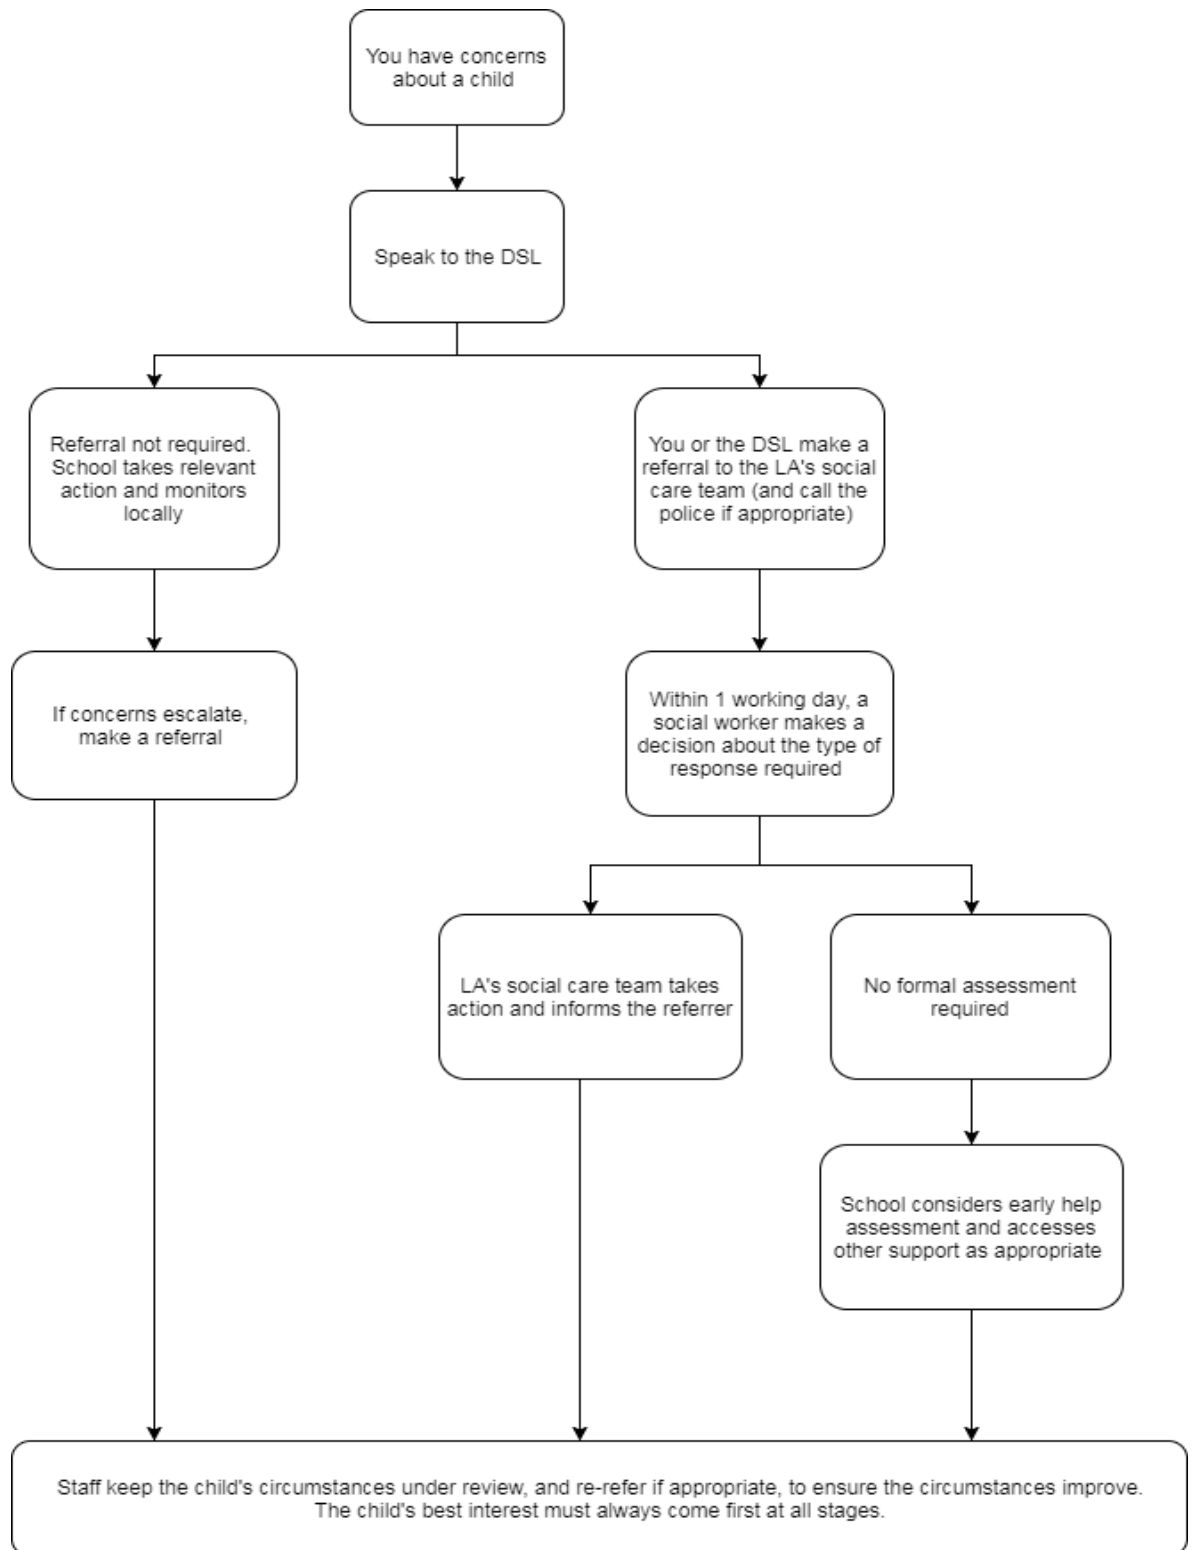 You have concerns
about a child
Speak to the DSL
Referral not required.
School takes relevant
action and monitors
locally
You or the DSL make a
referral to the LA's social
care team (and call the
police if appropriate)
If concerns escalate,
make a referral
Within 1 working day, a
social worker makes a
decision about the type of
response required
LA's social care team takes
action and informs the referrer
No formal assessment
required
School considers early help
assessment and accesses
other support as appropriate
Staff keep the child's circumstances under review, and re-refer if appropriate, to ensure the circumstances improve.
The child's best interest must always come first at all stages.